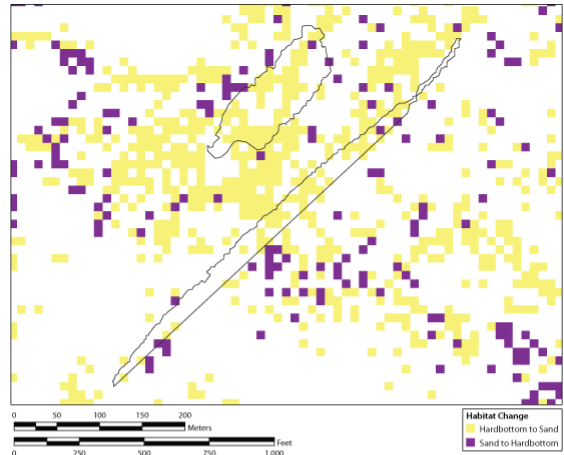 0 50 100 150 200
Meters
Feet
0 250 500 750 1,000
Habitat Change
Hardbottom to Sand
Sand to Hardbottom